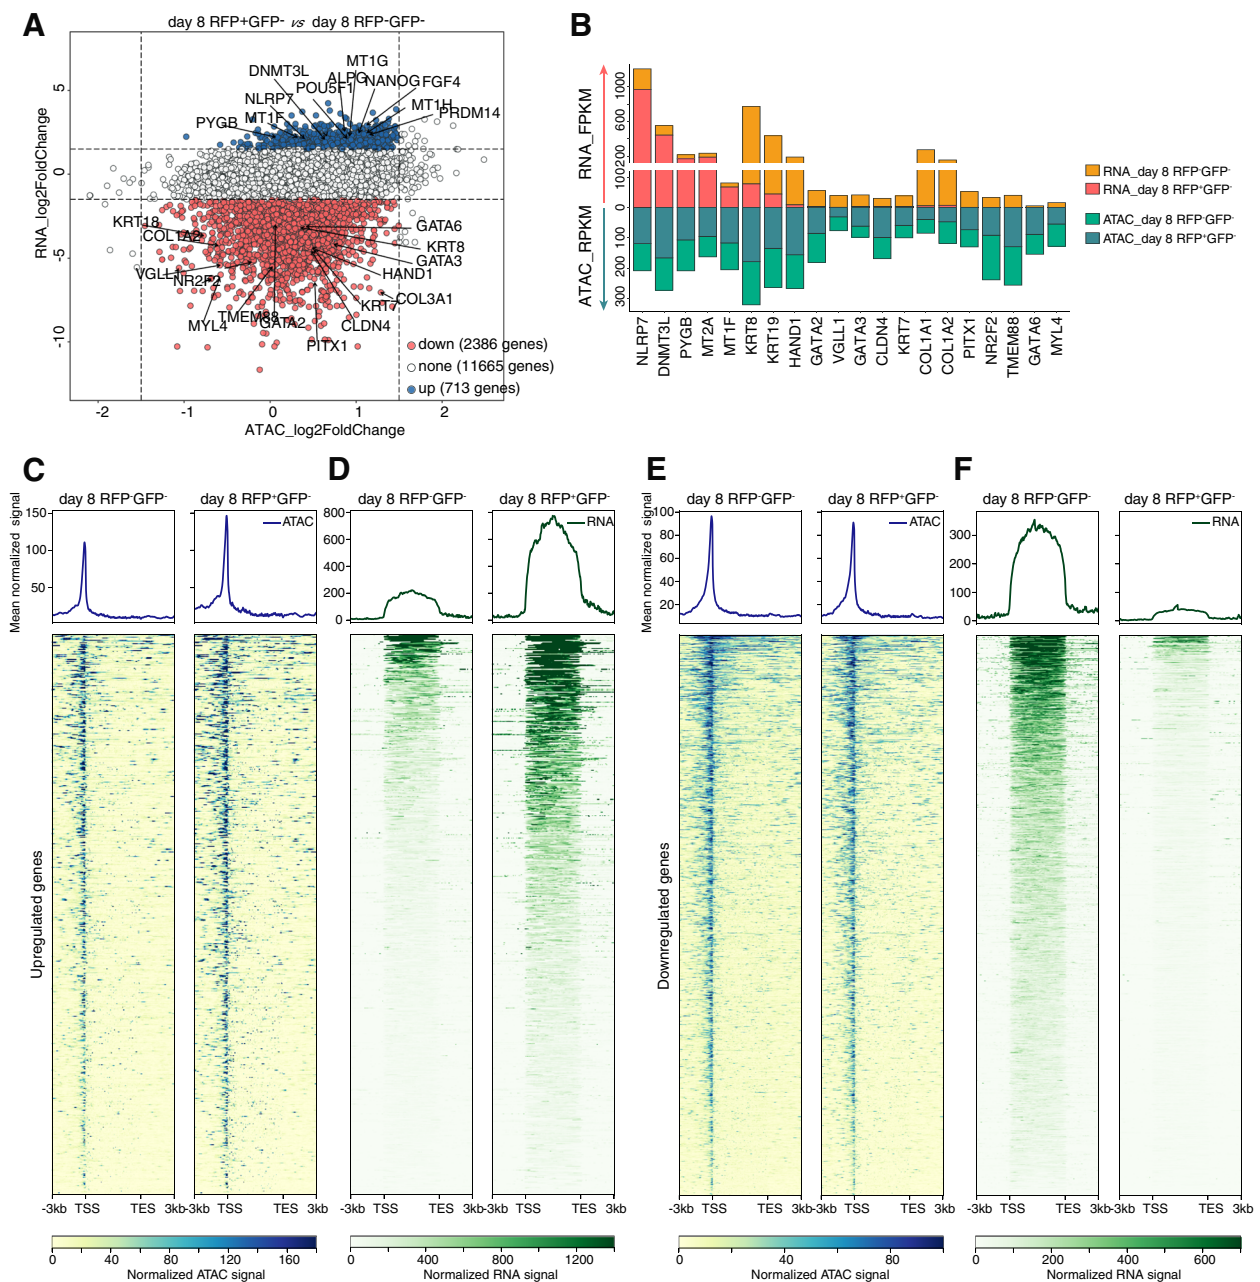 A
day 8 RFP+GFP- vs day 8 RFP-GFP-
RNA_log2FoldChange
5
0
-5
-10
-2
-1
0
1
2
ATAC_log2FoldChange
MT1G
DNMT3L
ALPG
NANOG
FGF4
POU5F1
NLRP7
MT1H
MT1F
PYGB
PRDM14
KRT18
COL1A2
GATA6
KRT8
GATA3
VGLL1
HAND1
NR2F2
COL3A1
KRT7
TMEM88
MYL4
GATA2
CLDN4
PITX1
down (2386 genes)
none (11665 genes)
up (713 genes)
B
RNA_FPKM
ATAC_RPKM
1000
600
200
100
0
100
200
300
NLRP7
DNMT3L
PYGB
MT2A
MT1F
KRT8
KRT19
HAND1
GATA2
VGLL1
GATA3
CLDN4
KRT7
COL1A1
COL1A2
PITX1
NR2F2
TMEM88
GATA6
MYL4
RNA_day 8 RFP-GFP-
RNA_day 8 RFP+GFP-
ATAC_day 8 RFP-GFP-
ATAC_day 8 RFP+GFP-
C
day 8 RFP-GFP-
day 8 RFP+GFP-
Mean normalized signal
150
100
50
ATAC
Upregulated genes
-3kb TSS TES 3kb
-3kb TSS TES 3kb
0 40 80 120 160
Normalized ATAC signal
D
day 8 RFP-GFP-
day 8 RFP+GFP-
800
600
400
200
0
RNA
-3kb TSS TES 3kb
-3kb TSS TES 3kb
0 400 800 1200
Normalized RNA signal
E
day 8 RFP-GFP-
day 8 RFP+GFP-
Mean normalized signal
100
80
60
40
20
ATAC
Downregulated genes
-3kb TSS TES 3kb
-3kb TSS TES 3kb
0 40 80
Normalized ATAC signal
F
day 8 RFP-GFP-
day 8 RFP+GFP-
300
200
100
0
RNA
-3kb TSS TES 3kb
-3kb TSS TES 3kb
0 200 400 600
Normalized RNA signal